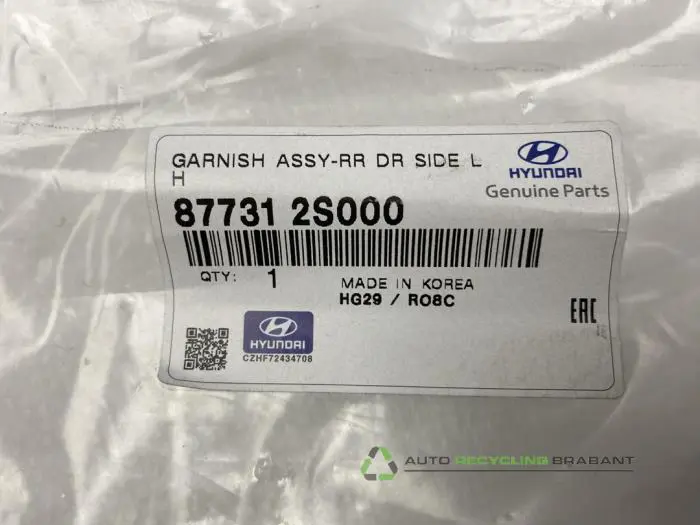 GARNISH ASSY-RR DR SIDE L
H
HYUNDAI
Genuine Parts
87731 2S000
QTY: 1
MADE IN KOREA
HG29 / RO8C
EAC
HYUNDAI
CZHF72434708
AUTO RECYCLING BRABANT